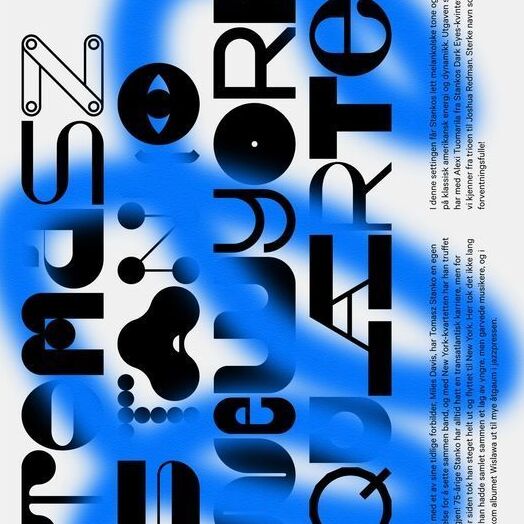 ToMaSZ
STANKO
NewyorK
QUARTe
med et av sine tidlige forbilder, Miles Davis, har Tomasz Stanko en egen
for å sette sammen band, og med New York-kvartetten har han truffet
75-årige Stanko har alltid hatt en transatlantisk karriere, men for
siden tok han steget helt ut og flyttet til New York. Her tok det ikke lang
han hadde samlet sammen et lag av yngre, men garvede musikere, og i
kom albumet Wisława ut til mye åtgaum i jazzpressen.
I denne settingen får Stankos lett melankolske tone
på klassisk amerikansk energi og dynamikk. Utgaven
har med Alexi Tuomarila fra Stankos Dark Eyes-kvinte
vi kjenner fra trioen til Joshua Redman. Sterke navn
forventningsfulle!